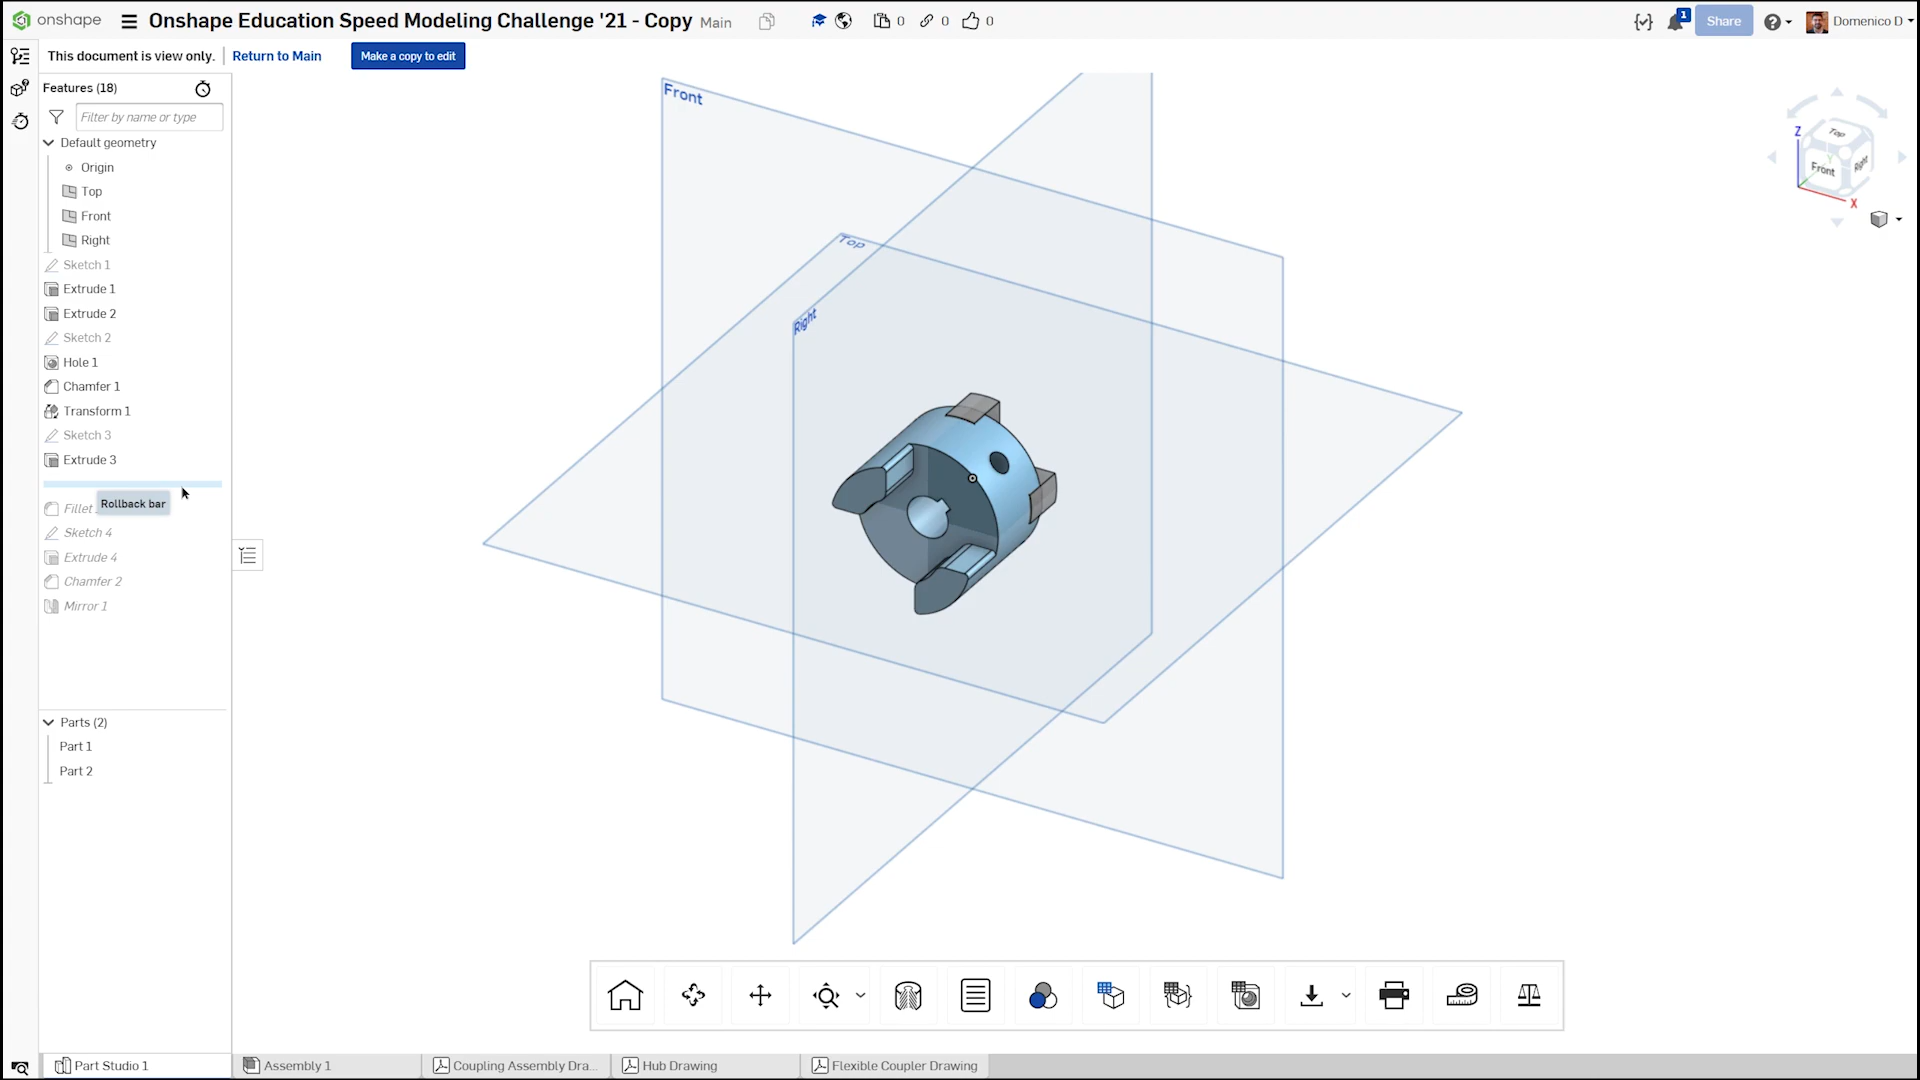 onshape Onshape Education Speed Modeling Challenge '21 - Copy Main 0 0 0 1 Share Domenico D
This document is view only. Return to Main Make a copy to edit
Features (18)
Filter by name or type
Default geometry
Origin
Top
Front
Right
Sketch 1
Extrude 1
Extrude 2
Sketch 2
Hole 1
Chamfer 1
Transform 1
Sketch 3
Extrude 3
Rollback bar
Fillet
Sketch 4
Extrude 4
Chamfer 2
Mirror 1
Parts (2)
Part 1
Part 2
Front
Top
Right
Z
Top
Front
Right
X
Part Studio 1 Assembly 1 Coupling Assembly Dra... Hub Drawing Flexible Coupler Drawing